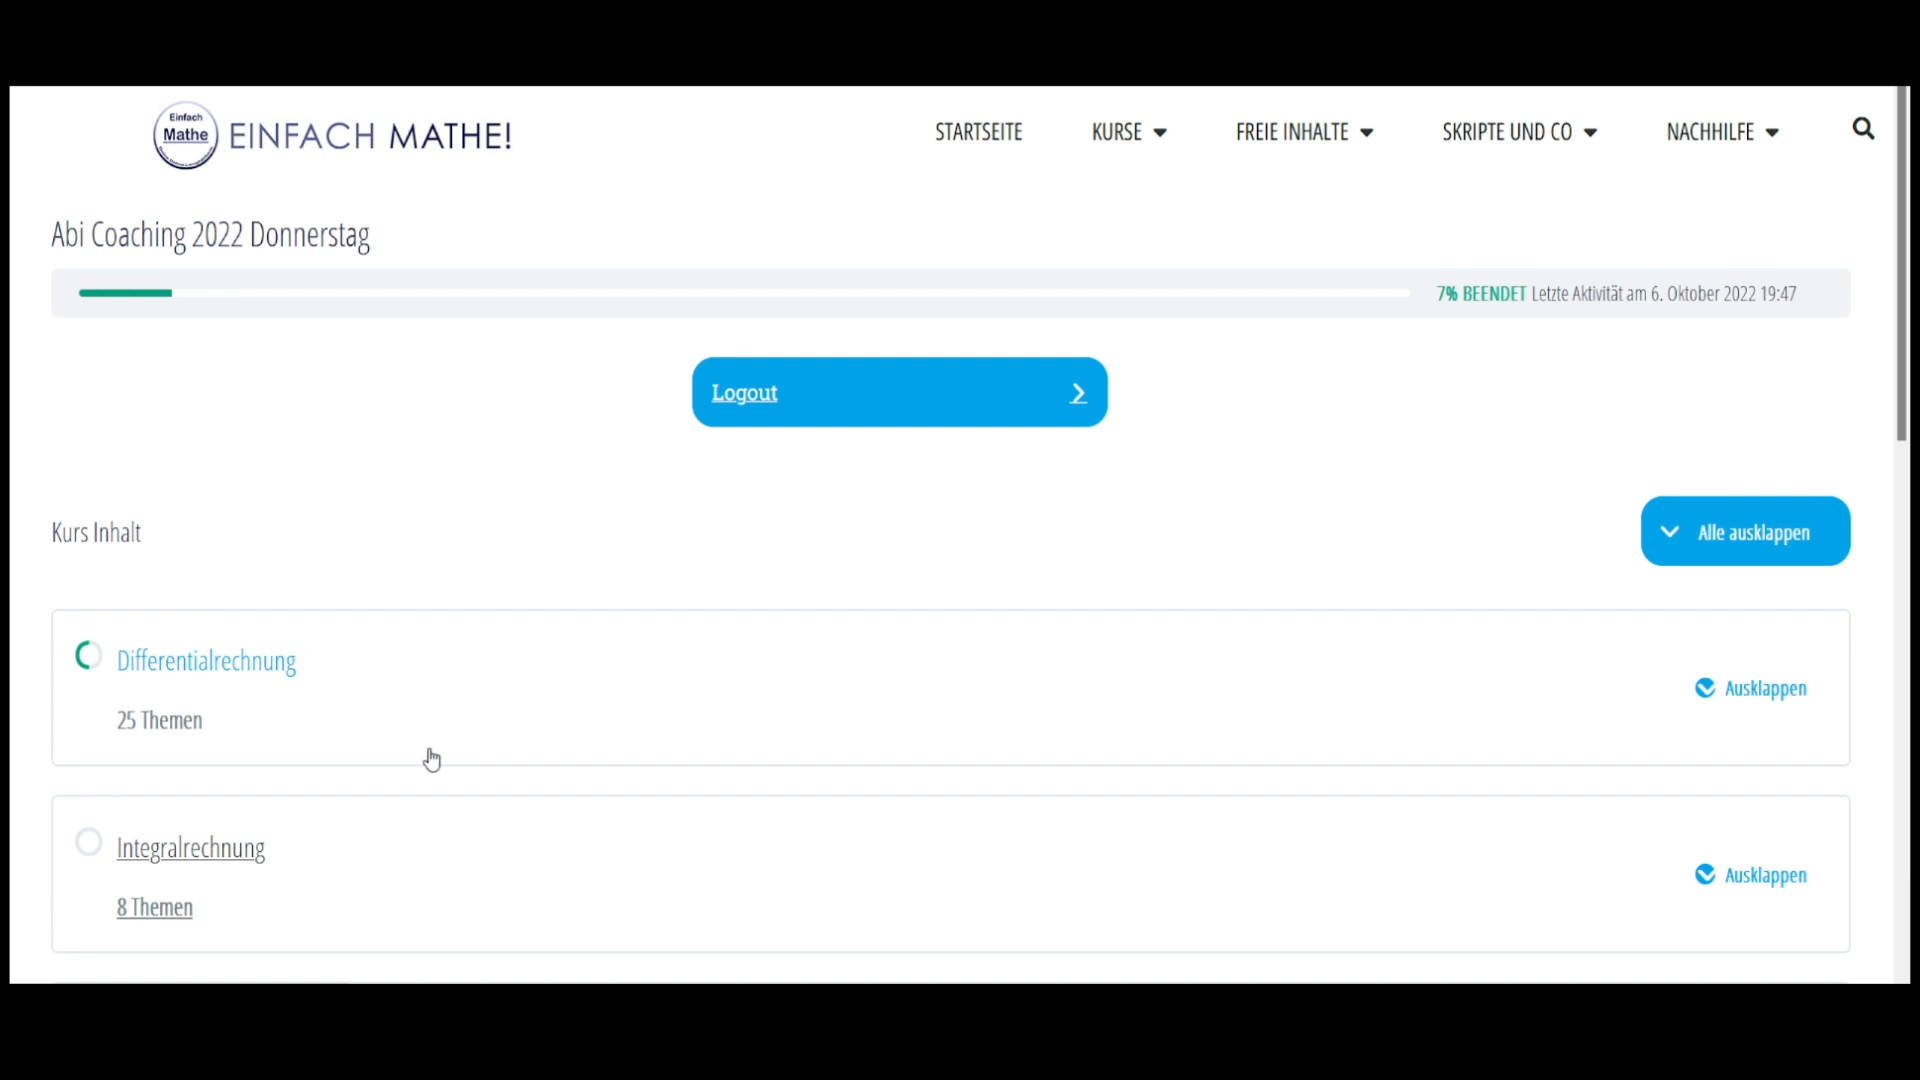 Einfach
Mathe
EINFACH MATHE!
STARTSEITE
KURSE
FREIE INHALTE
SKRIPTE UND CO
NACHHILFE
Abi Coaching 2022 Donnerstag
7% BEENDET Letzte Aktivität am 6. Oktober 2022 19:47
Logout
Kurs Inhalt
Alle ausklappen
Differentialrechnung
25 Themen
Ausklappen
Integralrechnung
8 Themen
Ausklappen